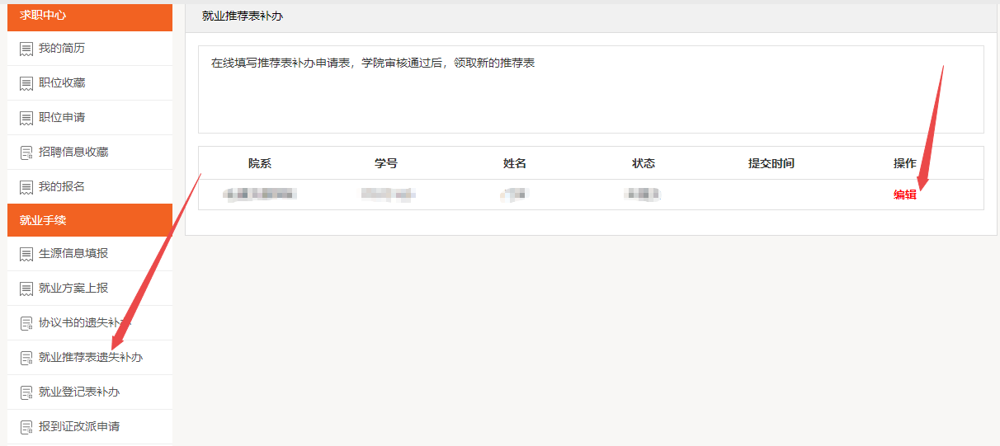 求职中心
我的简历
职位收藏
职位申请
招聘信息收藏
我的报名
就业手续
生源信息填报
就业方案上报
协议书的遗失补办
就业推荐表遗失补办
就业登记表补办
报到证改派申请
就业推荐表补办
在线填写推荐表补办申请表，学院审核通过后，领取新的推荐表
院系 学号 姓名 状态 提交时间 操作
编辑